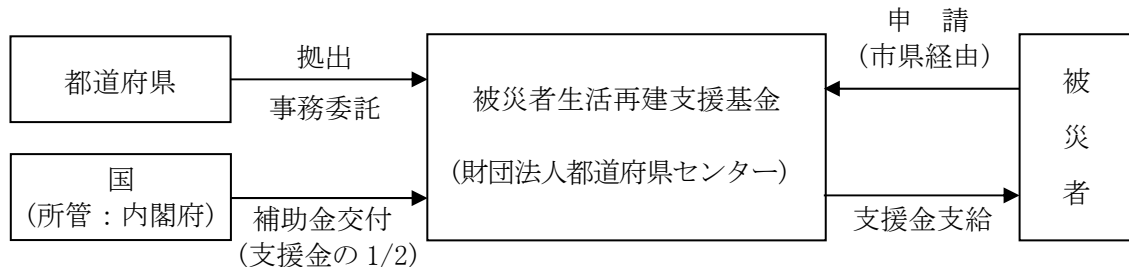 都道府県
拠出
事務委託
国
(所管：内閣府)
補助金交付
(支援金の 1/2)
被災者生活再建支援基金
(財団法人都道府県センター)
申　請
(市県経由)
支援金支給
被
災
者